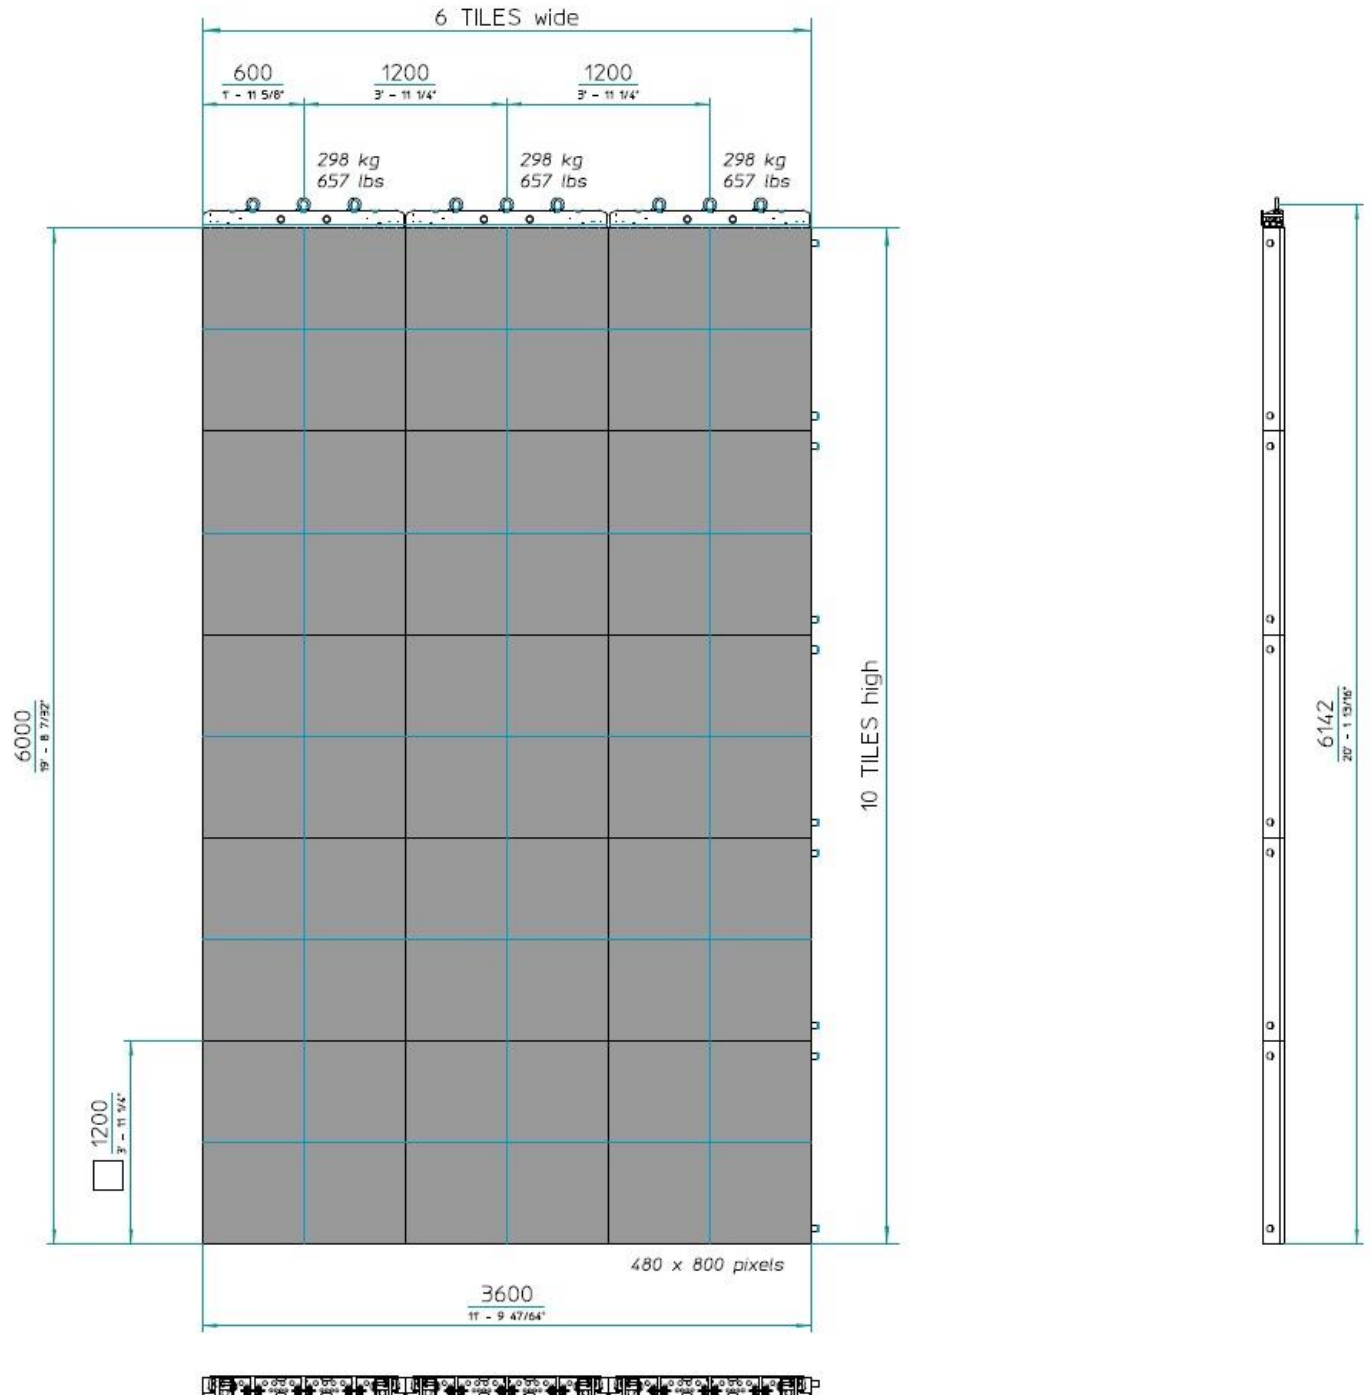 6 TILES wide
600
1' - 11 5/8"
1200
3' - 11 1/4"
1200
3' - 11 1/4"
298 kg
657 lbs
298 kg
657 lbs
298 kg
657 lbs
6000
19' - 8 7/32"
10 TILES high
6142
20' - 1 13/16"
1200
3' - 11 1/4"
480 x 800 pixels
3600
11' - 9 47/64"